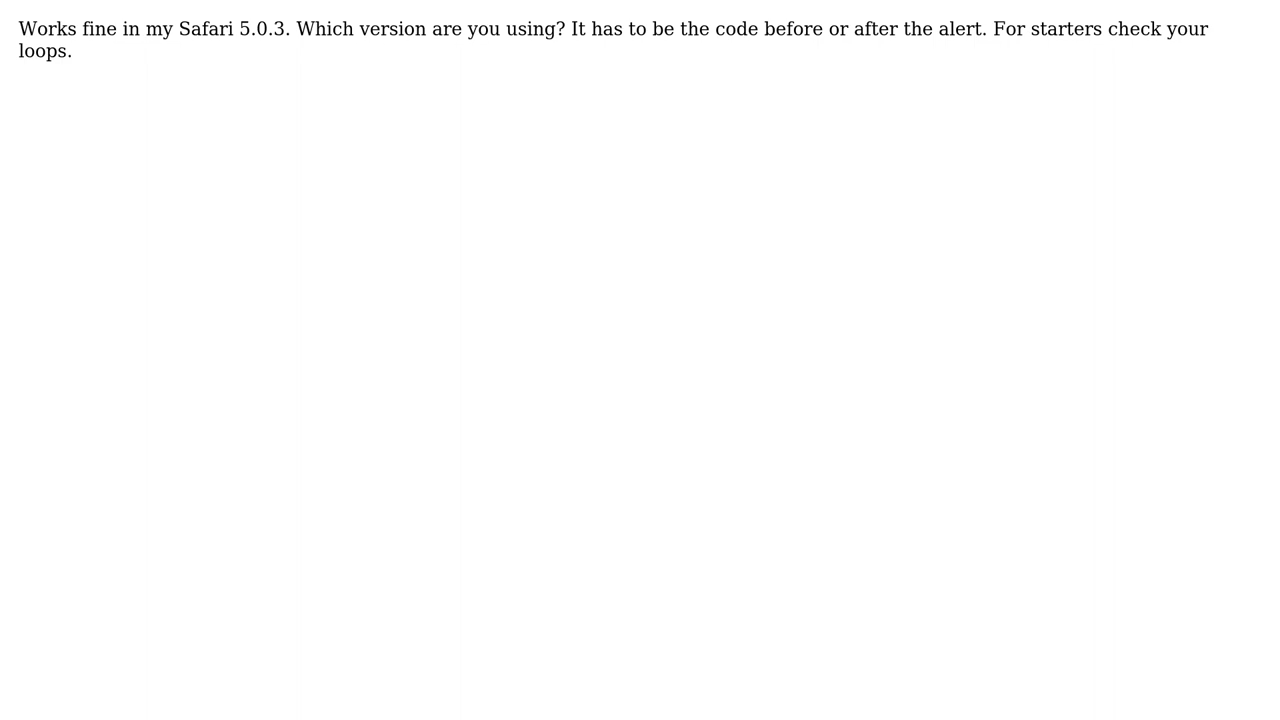 Works fine in my Safari 5.0.3. Which version are you using? It has to be the code before or after the alert. For starters check your
loops.